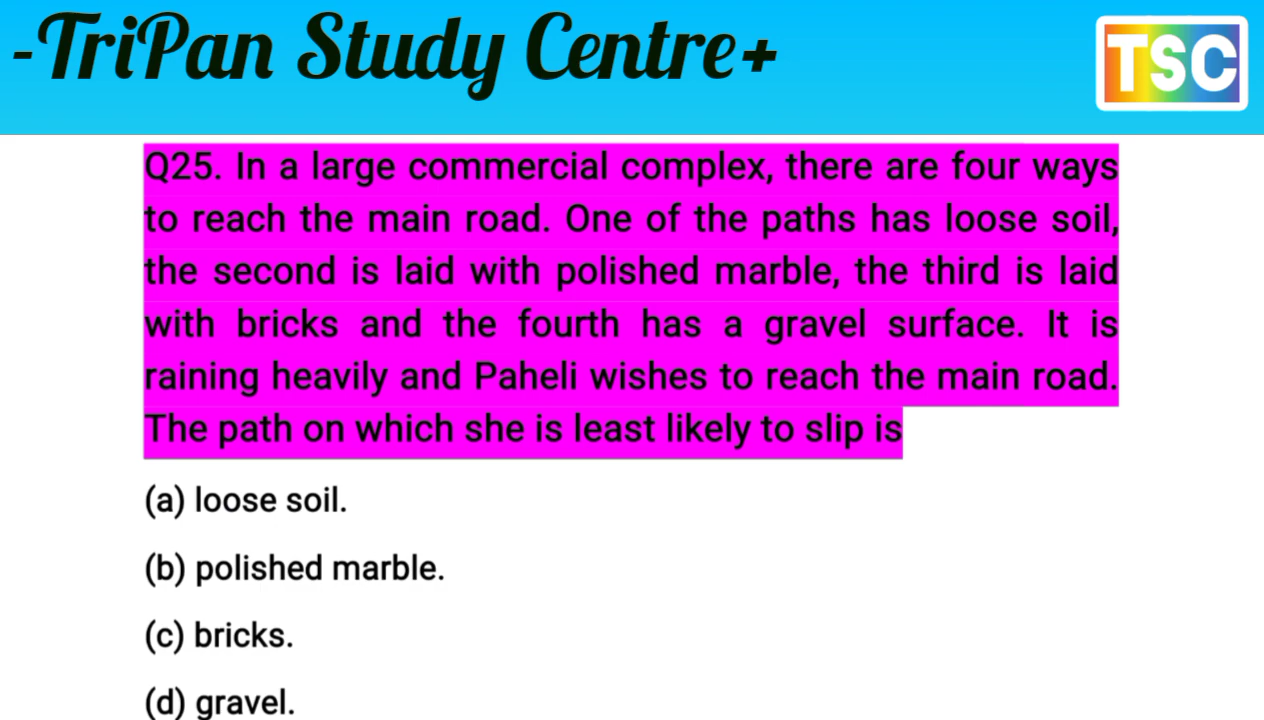 -TriPan Study Centre+
TSC
Q25. In a large commercial complex, there are four ways
to reach the main road. One of the paths has loose soil,
the second is laid with polished marble, the third is laid
with bricks and the fourth has a gravel surface. It is
raining heavily and Paheli wishes to reach the main road.
The path on which she is least likely to slip is
(a) loose soil.
(b) polished marble.
(c) bricks.
(d) gravel.